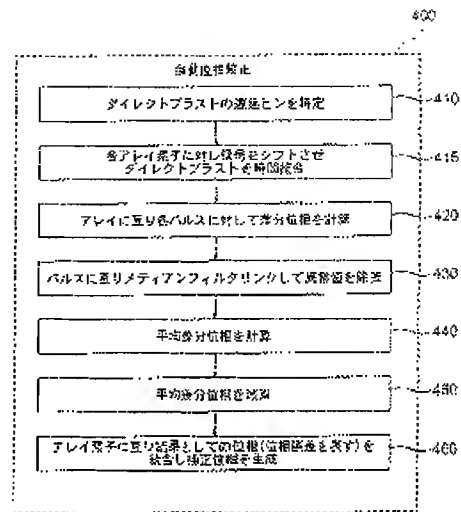 400
自動位相較正
ダイレクトブラストの遅延ビンを特定
410
各アレイ素子に対し信号をシフトさせ
ダイレクトブラストを時間整合
415
アレイに亙り各パルスに対して差分位相を計算
420
パルスに亙りメディアンフィルタリングして異常値を除去
430
平均差分位相を計算
440
平均差分位相を減算
450
アレイ素子に亙り結果としての位相(位相誤差を表す)を
結合し補正位相を生成
460